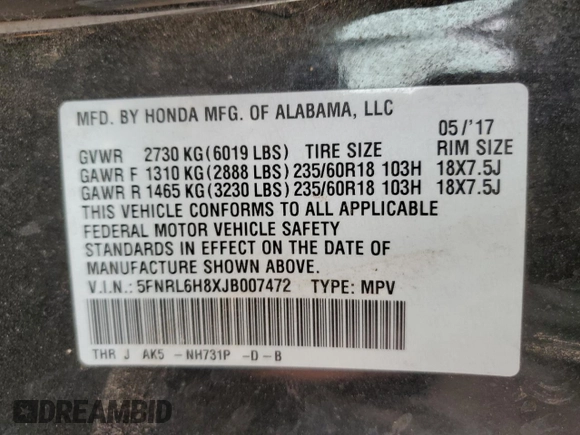 MFD. BY HONDA MFG. OF ALABAMA, LLC
05/'17
GVWR 2730 KG(6019 LBS) TIRE SIZE RIM SIZE
GAWR F 1310 KG(2888 LBS)235/60R18 103H 18X7.5J
GAWR R 1465 KG(3230 LBS)235/60R18 103H 18X7.5J
THIS VEHICLE CONFORMS TO ALL APPLICABLE
FEDERAL MOTOR VEHICLE SAFETY
STANDARDS IN EFFECT ON THE DATE OF
MANUFACTURE SHOWN ABOVE.
V.I.N.: 5FNRL6H8XJB007472 TYPE: MPV
THR J AK5 -NH731P -D-B
DREAMBID